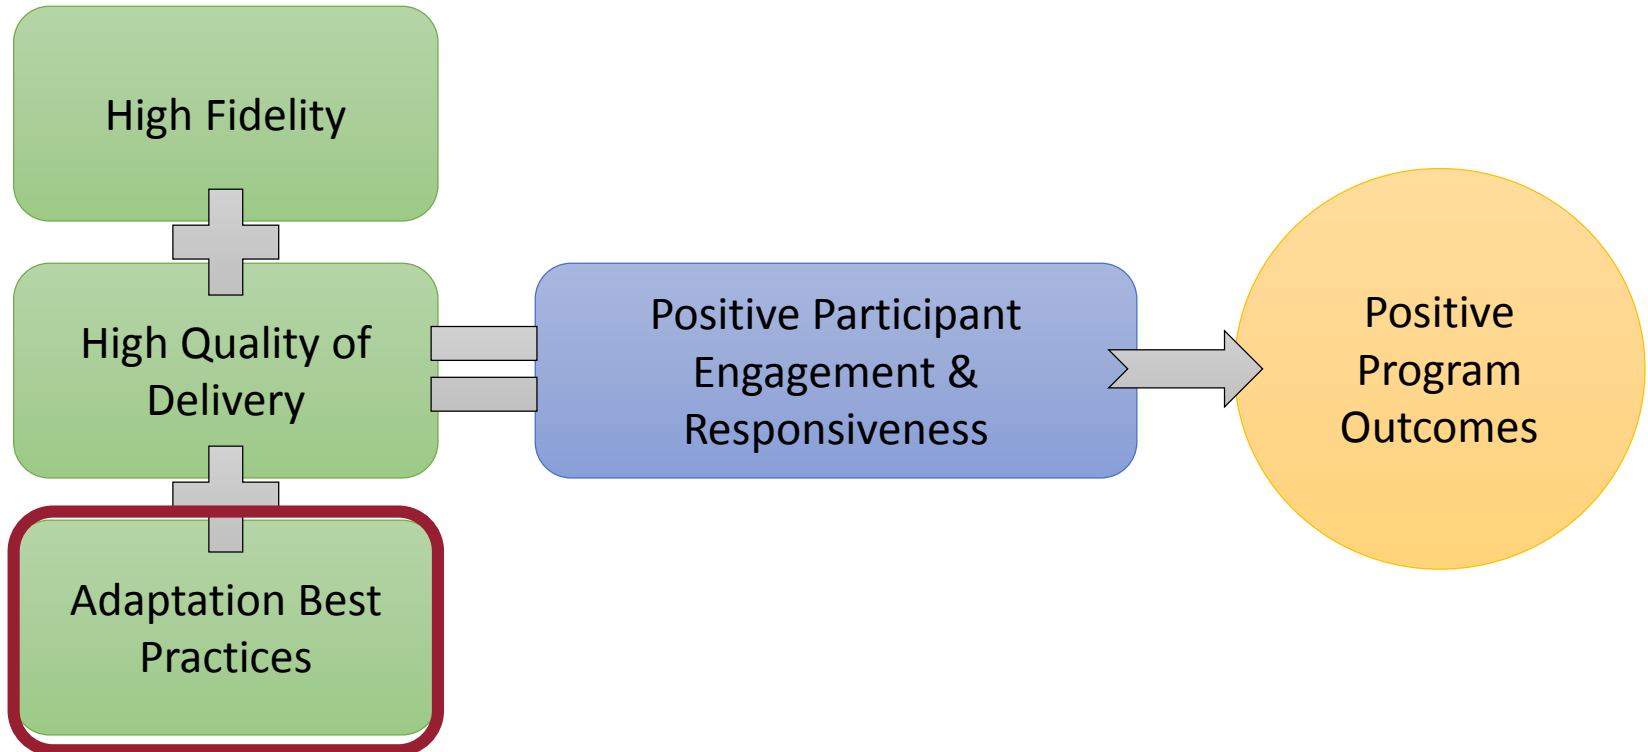 High Fidelity
High Quality of
Delivery
Adaptation Best
Practices
Positive Participant
Engagement &
Responsiveness
Positive
Program
Outcomes